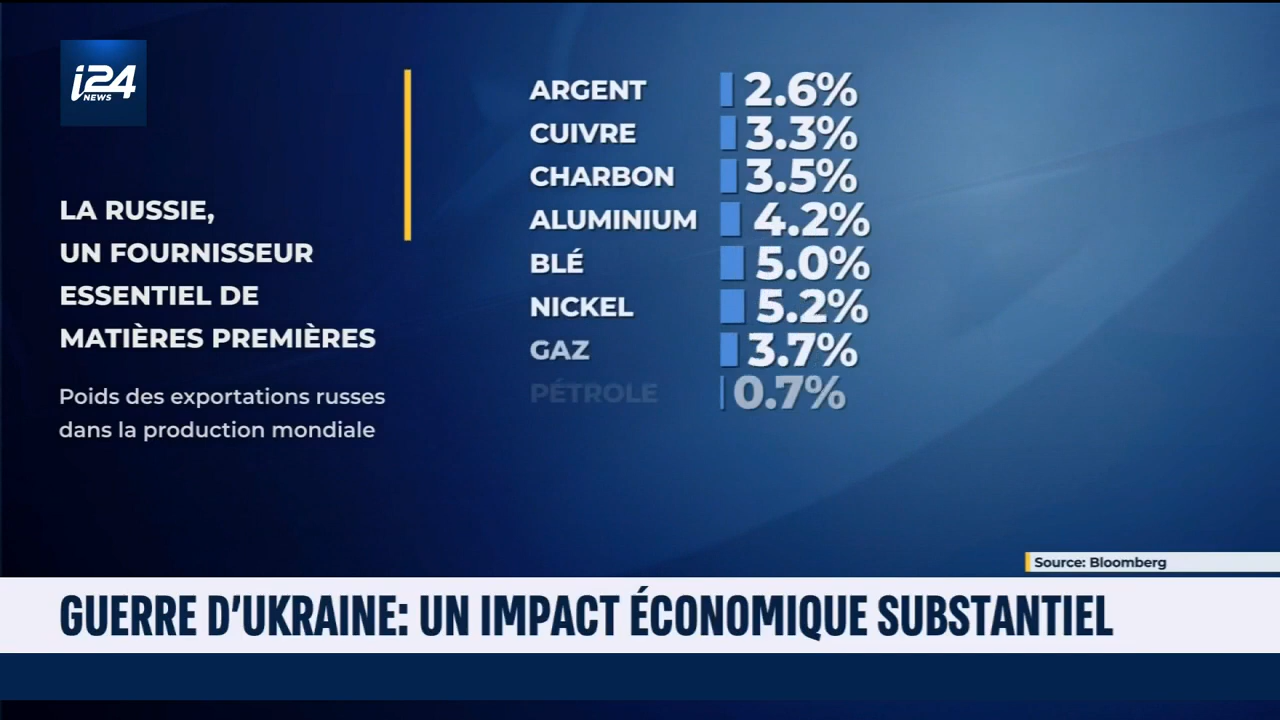 i24
NEWS
LA RUSSIE,
UN FOURNISSEUR
ESSENTIEL DE
MATIÈRES PREMIÈRES
Poids des exportations russes
dans la production mondiale
ARGENT 2.6%
CUIVRE 3.3%
CHARBON 3.5%
ALUMINIUM 4.2%
BLÉ 5.0%
NICKEL 5.2%
GAZ 3.7%
PÉTROLE 0.7%
Source: Bloomberg
GUERRE D'UKRAINE: UN IMPACT ÉCONOMIQUE SUBSTANTIEL